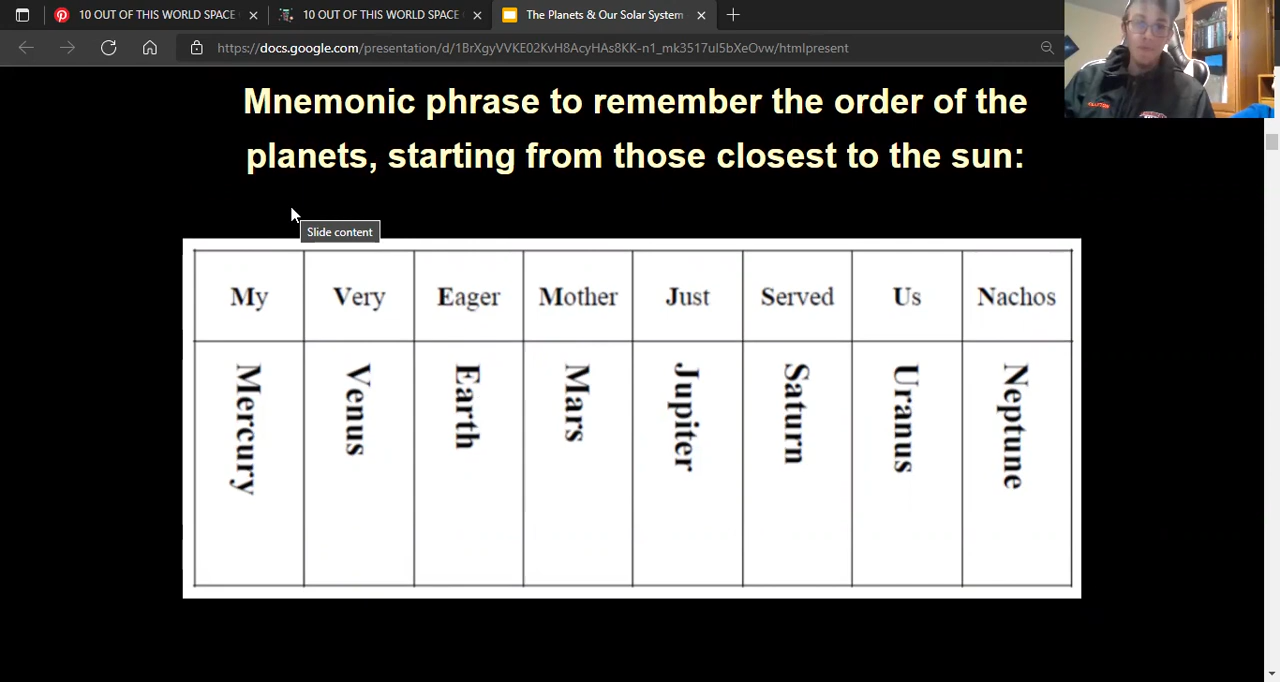 10 OUT OF THIS WORLD SPACE
10 OUT OF THIS WORLD SPACE
The Planets & Our Solar System
https://docs.google.com/presentation/d/1BrXgyVVKE02KvH8AcyHAs8KK-n1_mk3517ul5bXeOvw/htmlpresent
Mnemonic phrase to remember the order of the
planets, starting from those closest to the sun:
Slide content
My Very Eager Mother Just Served Us Nachos
Mercury Venus Earth Mars Jupiter Saturn Uranus Neptune